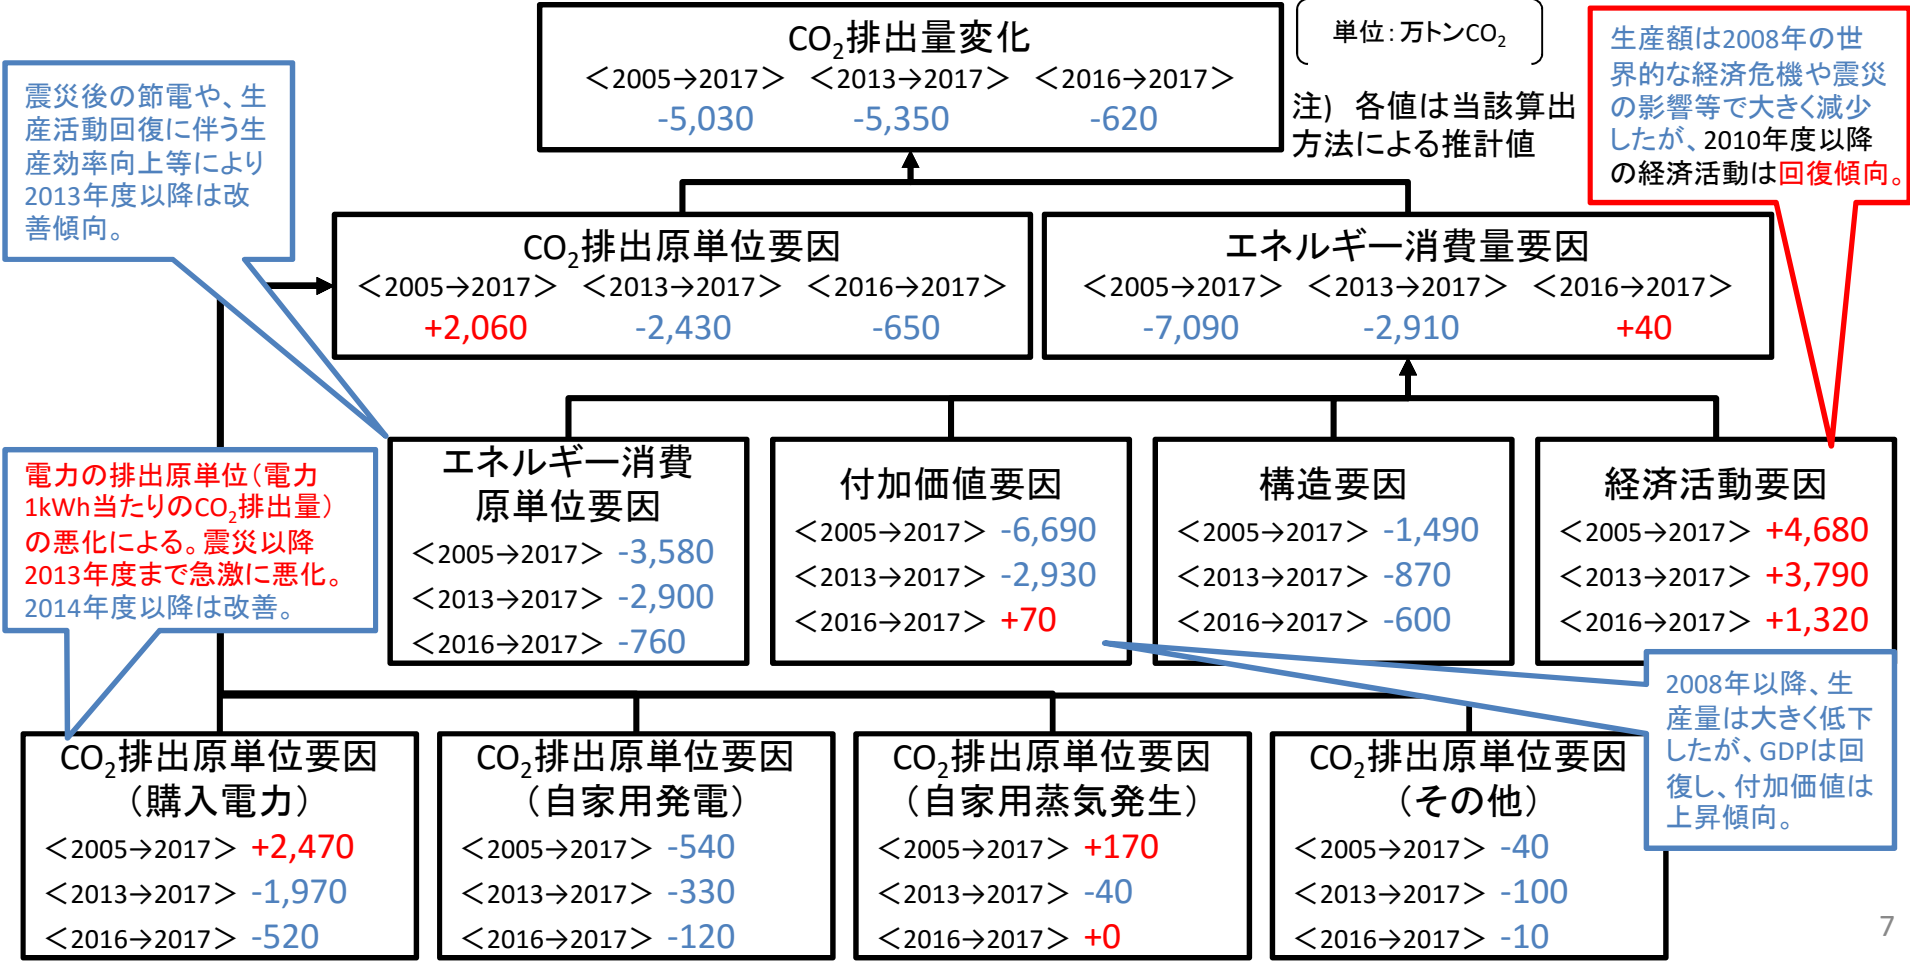 CO2排出量変化
＜2005→2017＞ ＜2013→2017＞ ＜2016→2017＞
-5,030 -5,350 -620
単位：万トンCO2
注) 各値は当該算出
方法による推計値
生産額は2008年の世
界的な経済危機や震災
の影響等で大きく減少
したが、2010年度以降
の経済活動は回復傾向。
震災後の節電や、生
産活動回復に伴う生
産効率向上等により
2013年度以降は改
善傾向。
CO2排出原単位要因
＜2005→2017＞ ＜2013→2017＞ ＜2016→2017＞
+2,060 -2,430 -650
エネルギー消費量要因
＜2005→2017＞ ＜2013→2017＞ ＜2016→2017＞
-7,090 -2,910 +40
電力の排出原単位（電力
1kWh当たりのCO2排出量）
の悪化による。震災以降
2013年度まで急激に悪化。
2014年度以降は改善。
エネルギー消費
原単位要因
＜2005→2017＞ -3,580
＜2013→2017＞ -2,900
＜2016→2017＞ -760
付加価値要因
＜2005→2017＞ -6,690
＜2013→2017＞ -2,930
＜2016→2017＞ +70
構造要因
＜2005→2017＞ -1,490
＜2013→2017＞ -870
＜2016→2017＞ -600
経済活動要因
＜2005→2017＞ +4,680
＜2013→2017＞ +3,790
＜2016→2017＞ +1,320
2008年以降、生
産量は大きく低下
したが、GDPは回
復し、付加価値は
上昇傾向。
CO2排出原単位要因
（購入電力）
＜2005→2017＞ +2,470
＜2013→2017＞ -1,970
＜2016→2017＞ -520
CO2排出原単位要因
（自家用発電）
＜2005→2017＞ -540
＜2013→2017＞ -330
＜2016→2017＞ -120
CO2排出原単位要因
（自家用蒸気発生）
＜2005→2017＞ +170
＜2013→2017＞ -40
＜2016→2017＞ +0
CO2排出原単位要因
（その他）
＜2005→2017＞ -40
＜2013→2017＞ -100
＜2016→2017＞ -10
7